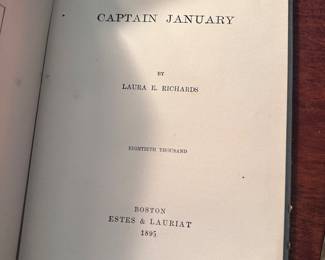 CAPTAIN JANUARY
BY
LAURA E. RICHARDS
EIGHTIETH THOUSAND
BOSTON
ESTES & LAURIAT
1895